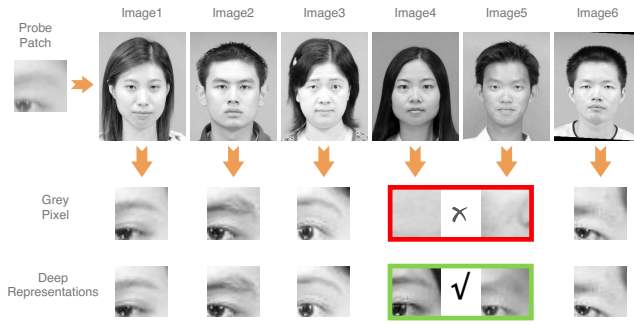 Image1 Image2 Image3 Image4 Image5 Image6
Probe
Patch
Grey
Pixel
×
Deep
Representations
√